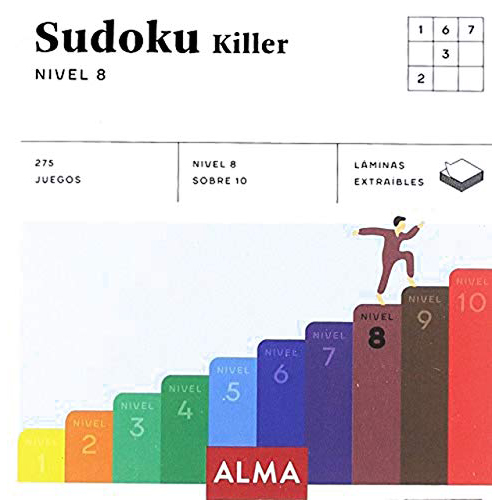 Sudoku Killer
NIVEL 8
1 6 7
3
2
275
JUEGOS
NIVEL 8
SOBRE 10
LÁMINAS
EXTRAÍBLES
NIVEL
1
NIVEL
2
NIVEL
3
NIVEL
4
NIVEL
.5
NIVEL
6
NIVEL
7
NIVEL
8
NIVEL
9
NIVEL
10
ALMA